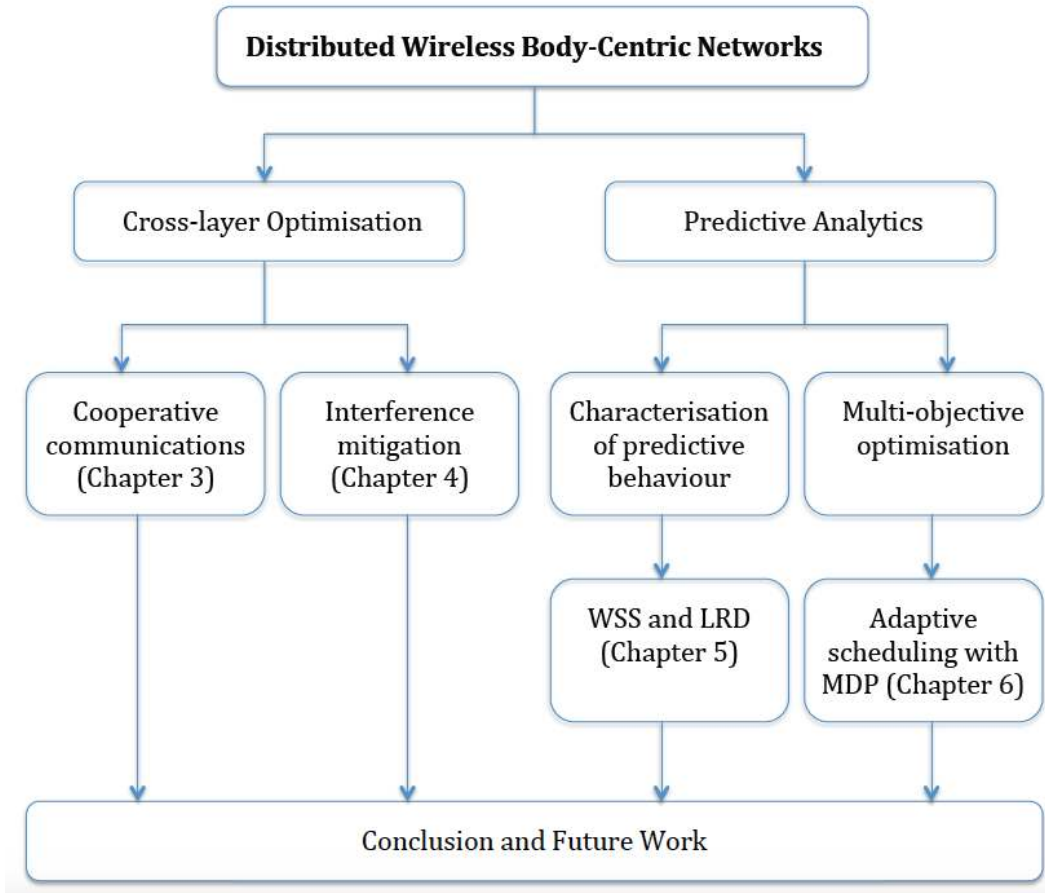 Distributed Wireless Body-Centric Networks
Cross-layer Optimisation
Predictive Analytics
Cooperative
communications
(Chapter 3)
Interference
mitigation
(Chapter 4)
Characterisation
of predictive
behaviour
Multi-objective
optimisation
WSS and LRD
(Chapter 5)
Adaptive
scheduling with
MDP (Chapter 6)
Conclusion and Future Work